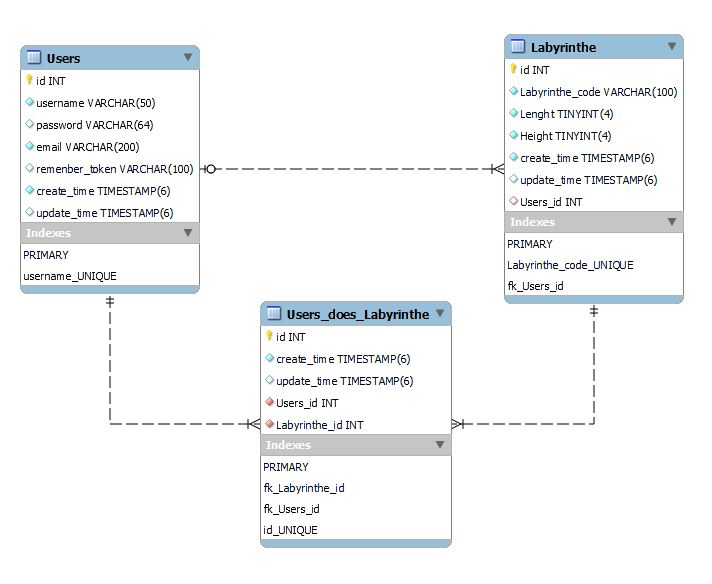 Users
id INT
username VARCHAR(50)
password VARCHAR(64)
email VARCHAR(200)
remenber_token VARCHAR(100)
create_time TIMESTAMP(6)
update_time TIMESTAMP(6)
Indexes
PRIMARY
username_UNIQUE
Labyrinthe
id INT
Labyrinthe_code VARCHAR(100)
Lenght TINYINT(4)
Height TINYINT(4)
create_time TIMESTAMP(6)
update_time TIMESTAMP(6)
Users_id INT
Indexes
PRIMARY
Labyrinthe_code_UNIQUE
fk_Users_id
Users_does_Labyrinthe
id INT
create_time TIMESTAMP(6)
update_time TIMESTAMP(6)
Users_id INT
Labyrinthe_id INT
Indexes
PRIMARY
fk_Labyrinthe_id
fk_Users_id
id_UNIQUE